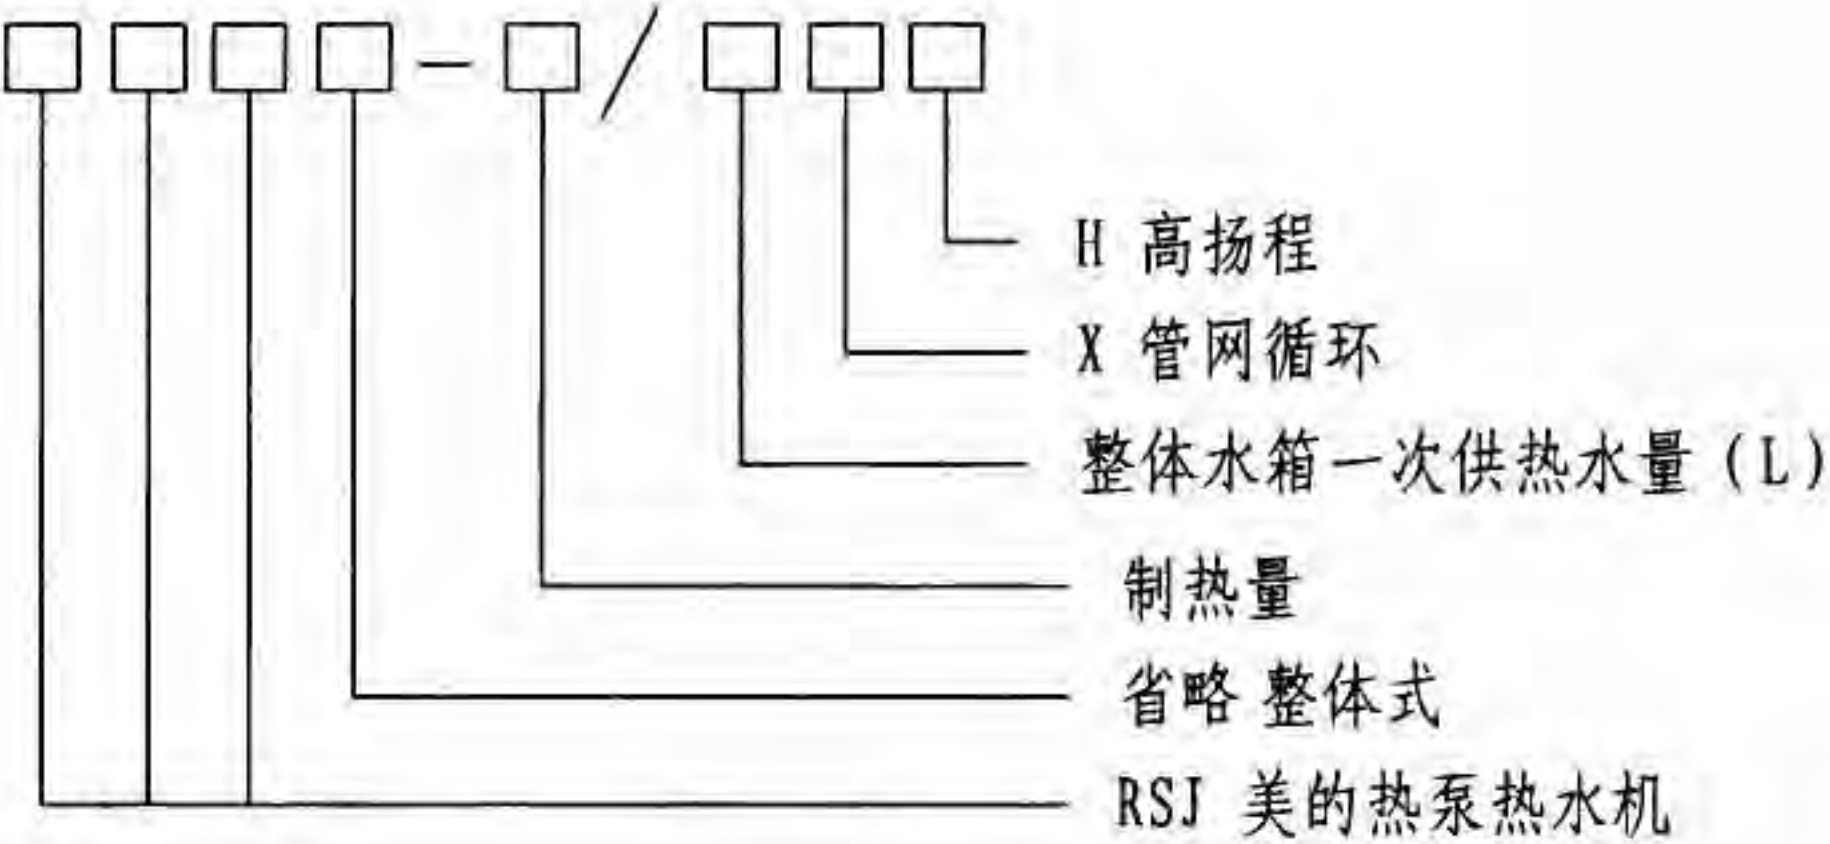 □□□□-□/□□□
H 高扬程
X 管网循环
整体水箱一次供热水量(L)
制热量
省略 整体式
RSJ 美的热泵热水机